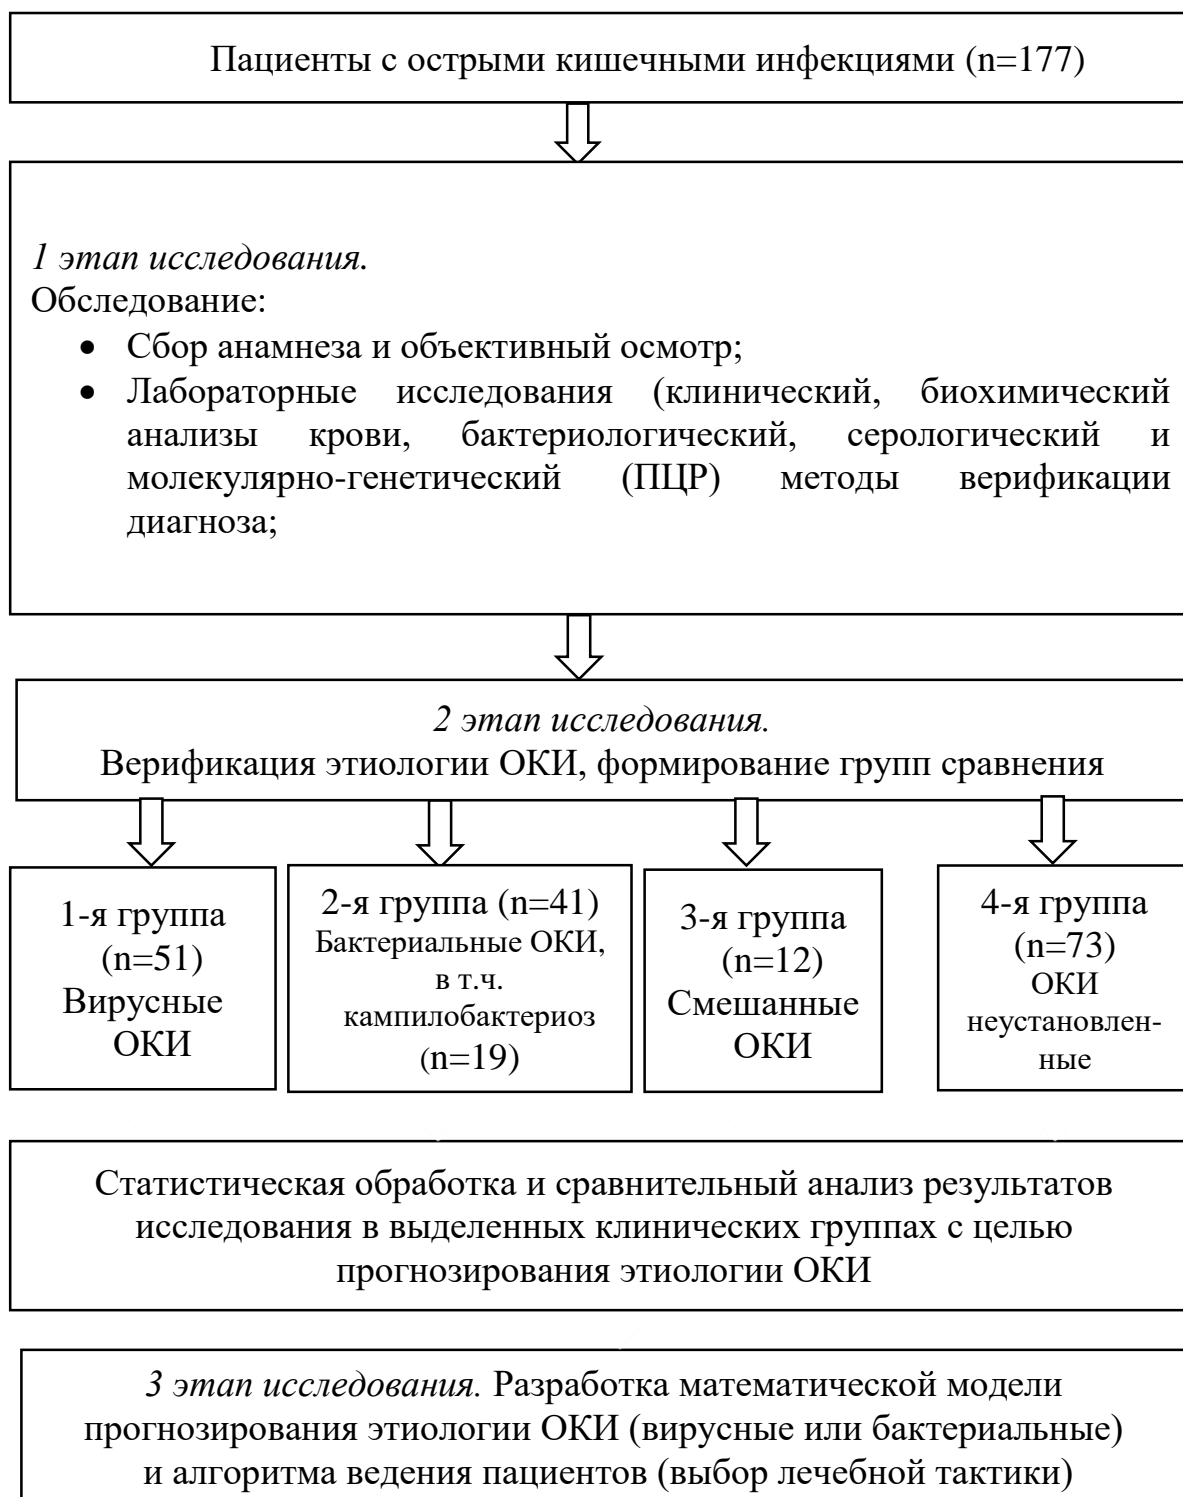 Пациенты с острыми кишечными инфекциями (n=177)
1 этап исследования.
Обследование:
• Сбор анамнеза и объективный осмотр;
• Лабораторные исследования (клинический, биохимический
анализы крови, бактериологический, серологический и
молекулярно-генетический (ПЦР) методы верификации
диагноза;
2 этап исследования.
Верификация этиологии ОКИ, формирование групп сравнения
1-я группа
(n=51)
Вирусные
ОКИ
2-я группа (n=41)
Бактериальные ОКИ,
в т.ч.
кампилобактериоз
(n=19)
3-я группа
(n=12)
Смешанные
ОКИ
4-я группа
(n=73)
ОКИ
неустановлен-
ные
Статистическая обработка и сравнительный анализ результатов
исследования в выделенных клинических группах с целью
прогнозирования этиологии ОКИ
3 этап исследования. Разработка математической модели
прогнозирования этиологии ОКИ (вирусные или бактериальные)
и алгоритма ведения пациентов (выбор лечебной тактики)